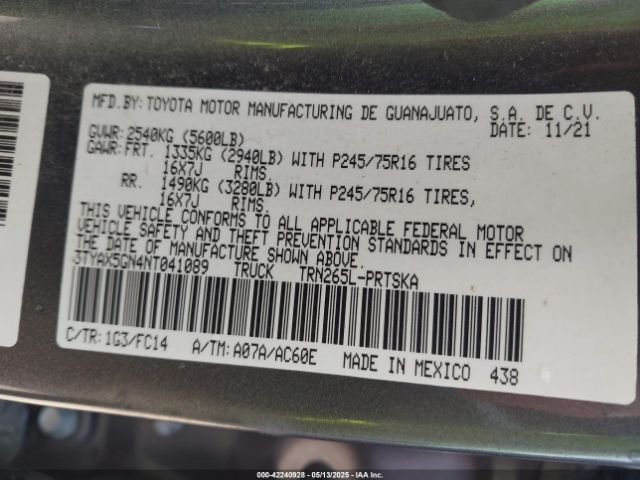 MFD.BY:TOYOTA MOTOR MANUFACTURING DE GUANAJUATO, S.A. DE C.V.
GVWR:2540KG (5600LB) DATE: 11/21
GAWR:FRT. 1335KG (2940LB) WITH P245/75R16 TIRES
16X7J RIMS.
RR. 1490KG (3280LB) WITH P245/75R16 TIRES,
16X7J RIMS.
THIS VEHICLE CONFORMS TO ALL APPLICABLE FEDERAL MOTOR
VEHICLE SAFETY AND THEFT PREVENTION STANDARDS IN EFFECT ON
THE DATE OF MANUFACTURE SHOWN ABOVE.
3TYAX5GN4NT041089 TRUCK TRN265L-PRTSKA
C/TR:1G3/FC14 A/TM:A07A/AC60E MADE IN MEXICO 438
000-42240928 - 05/13/2025 - IAA Inc.